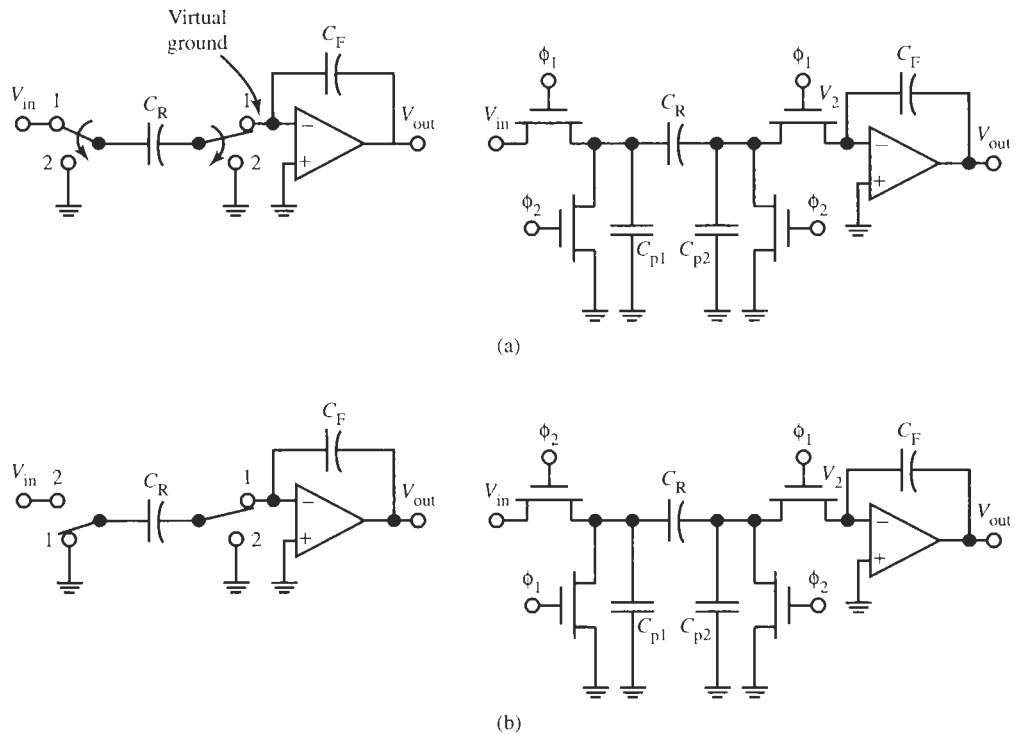 Virtual
ground
C_F
V_in 1
C_R
1
V_out
2
2
−
+
ϕ_1
ϕ_1
V_2
C_F
V_in
C_R
V_out
ϕ_2
ϕ_2
C_p1
C_p2
−
+
(a)
C_F
V_in 2
C_R
1
V_out
1
2
−
+
ϕ_2
ϕ_1
V_2
C_F
V_in
C_R
V_out
ϕ_1
ϕ_2
C_p1
C_p2
−
+
(b)